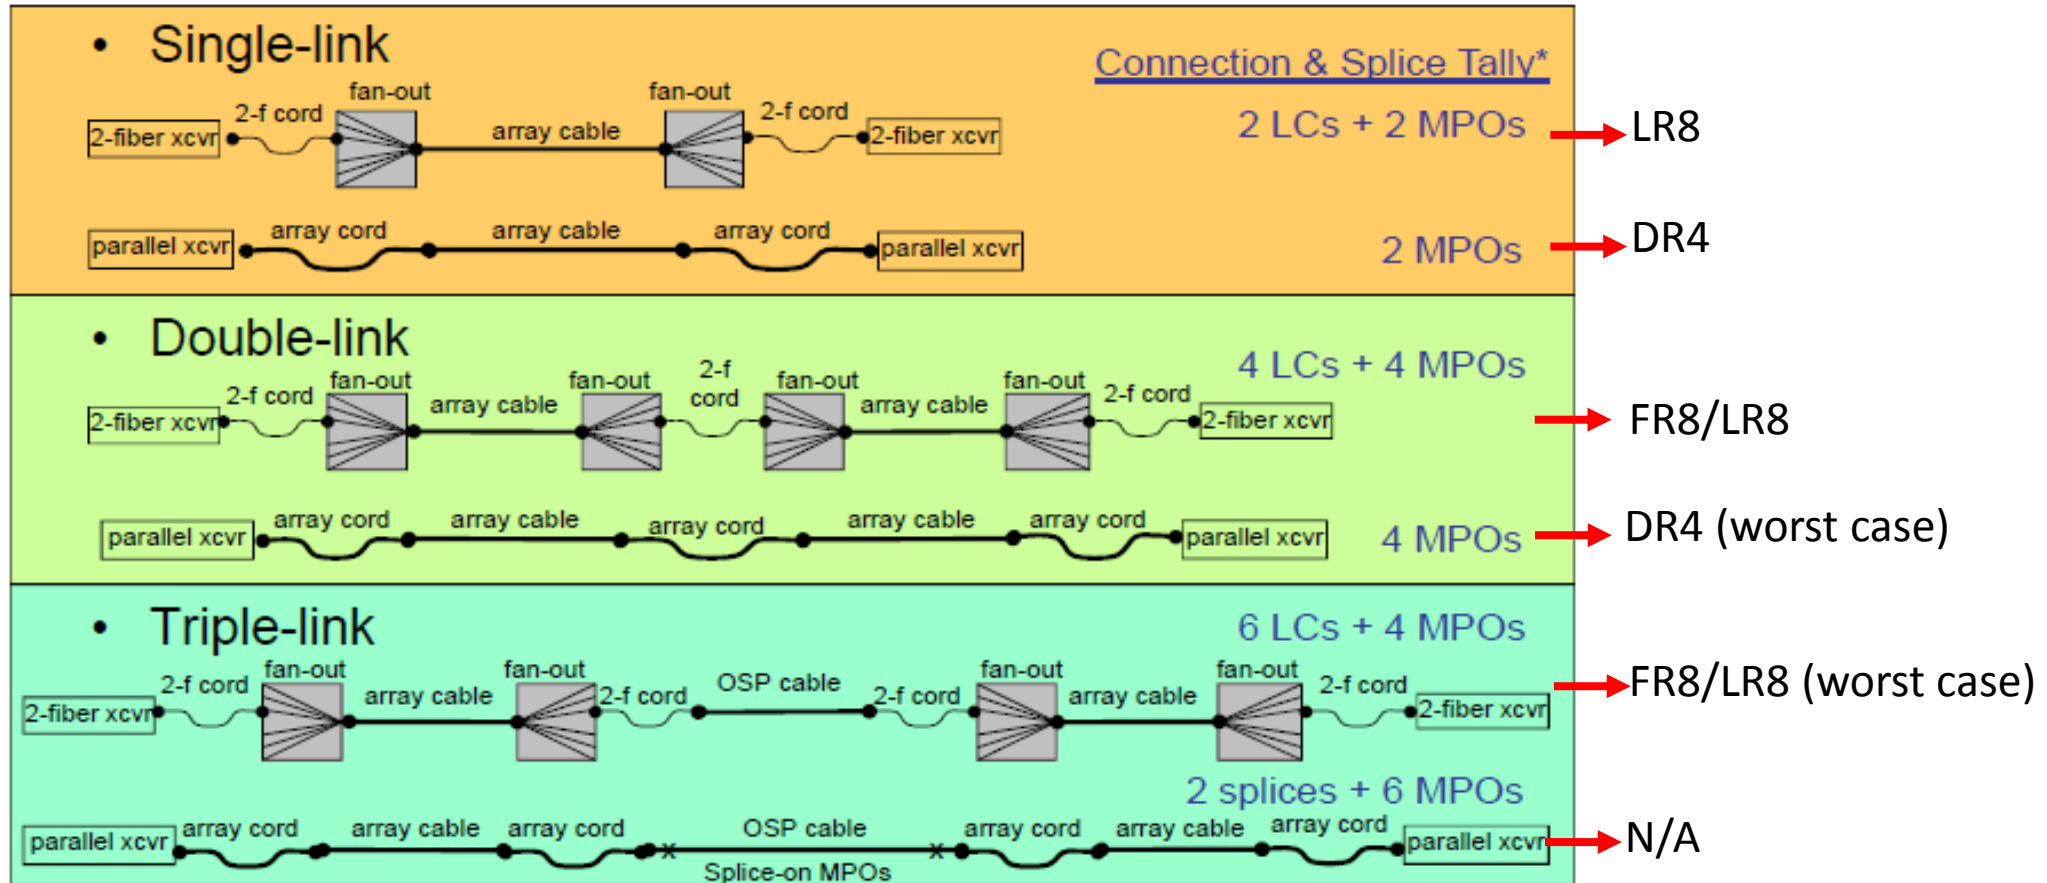 • Single-link
Connection & Splice Tally*
fan-out fan-out
2-f cord 2-f cord
2-fiber xcvr array cable 2-fiber xcvr
2 LCs + 2 MPOs LR8
array cord array cable array cord
parallel xcvr parallel xcvr
2 MPOs DR4
• Double-link
4 LCs + 4 MPOs
fan-out fan-out 2-f cord fan-out fan-out
2-f cord array cable array cable 2-f cord
2-fiber xcvr 2-fiber xcvr
FR8/LR8
array cord array cable array cord array cable array cord
parallel xcvr parallel xcvr
4 MPOs DR4 (worst case)
• Triple-link
6 LCs + 4 MPOs
fan-out fan-out fan-out fan-out
2-f cord array cable 2-f cord OSP cable 2-f cord array cable 2-f cord
2-fiber xcvr 2-fiber xcvr
FR8/LR8 (worst case)
2 splices + 6 MPOs
array cord array cable array cord OSP cable array cord array cable array cord
parallel xcvr x x parallel xcvr
N/A
Splice-on MPOs